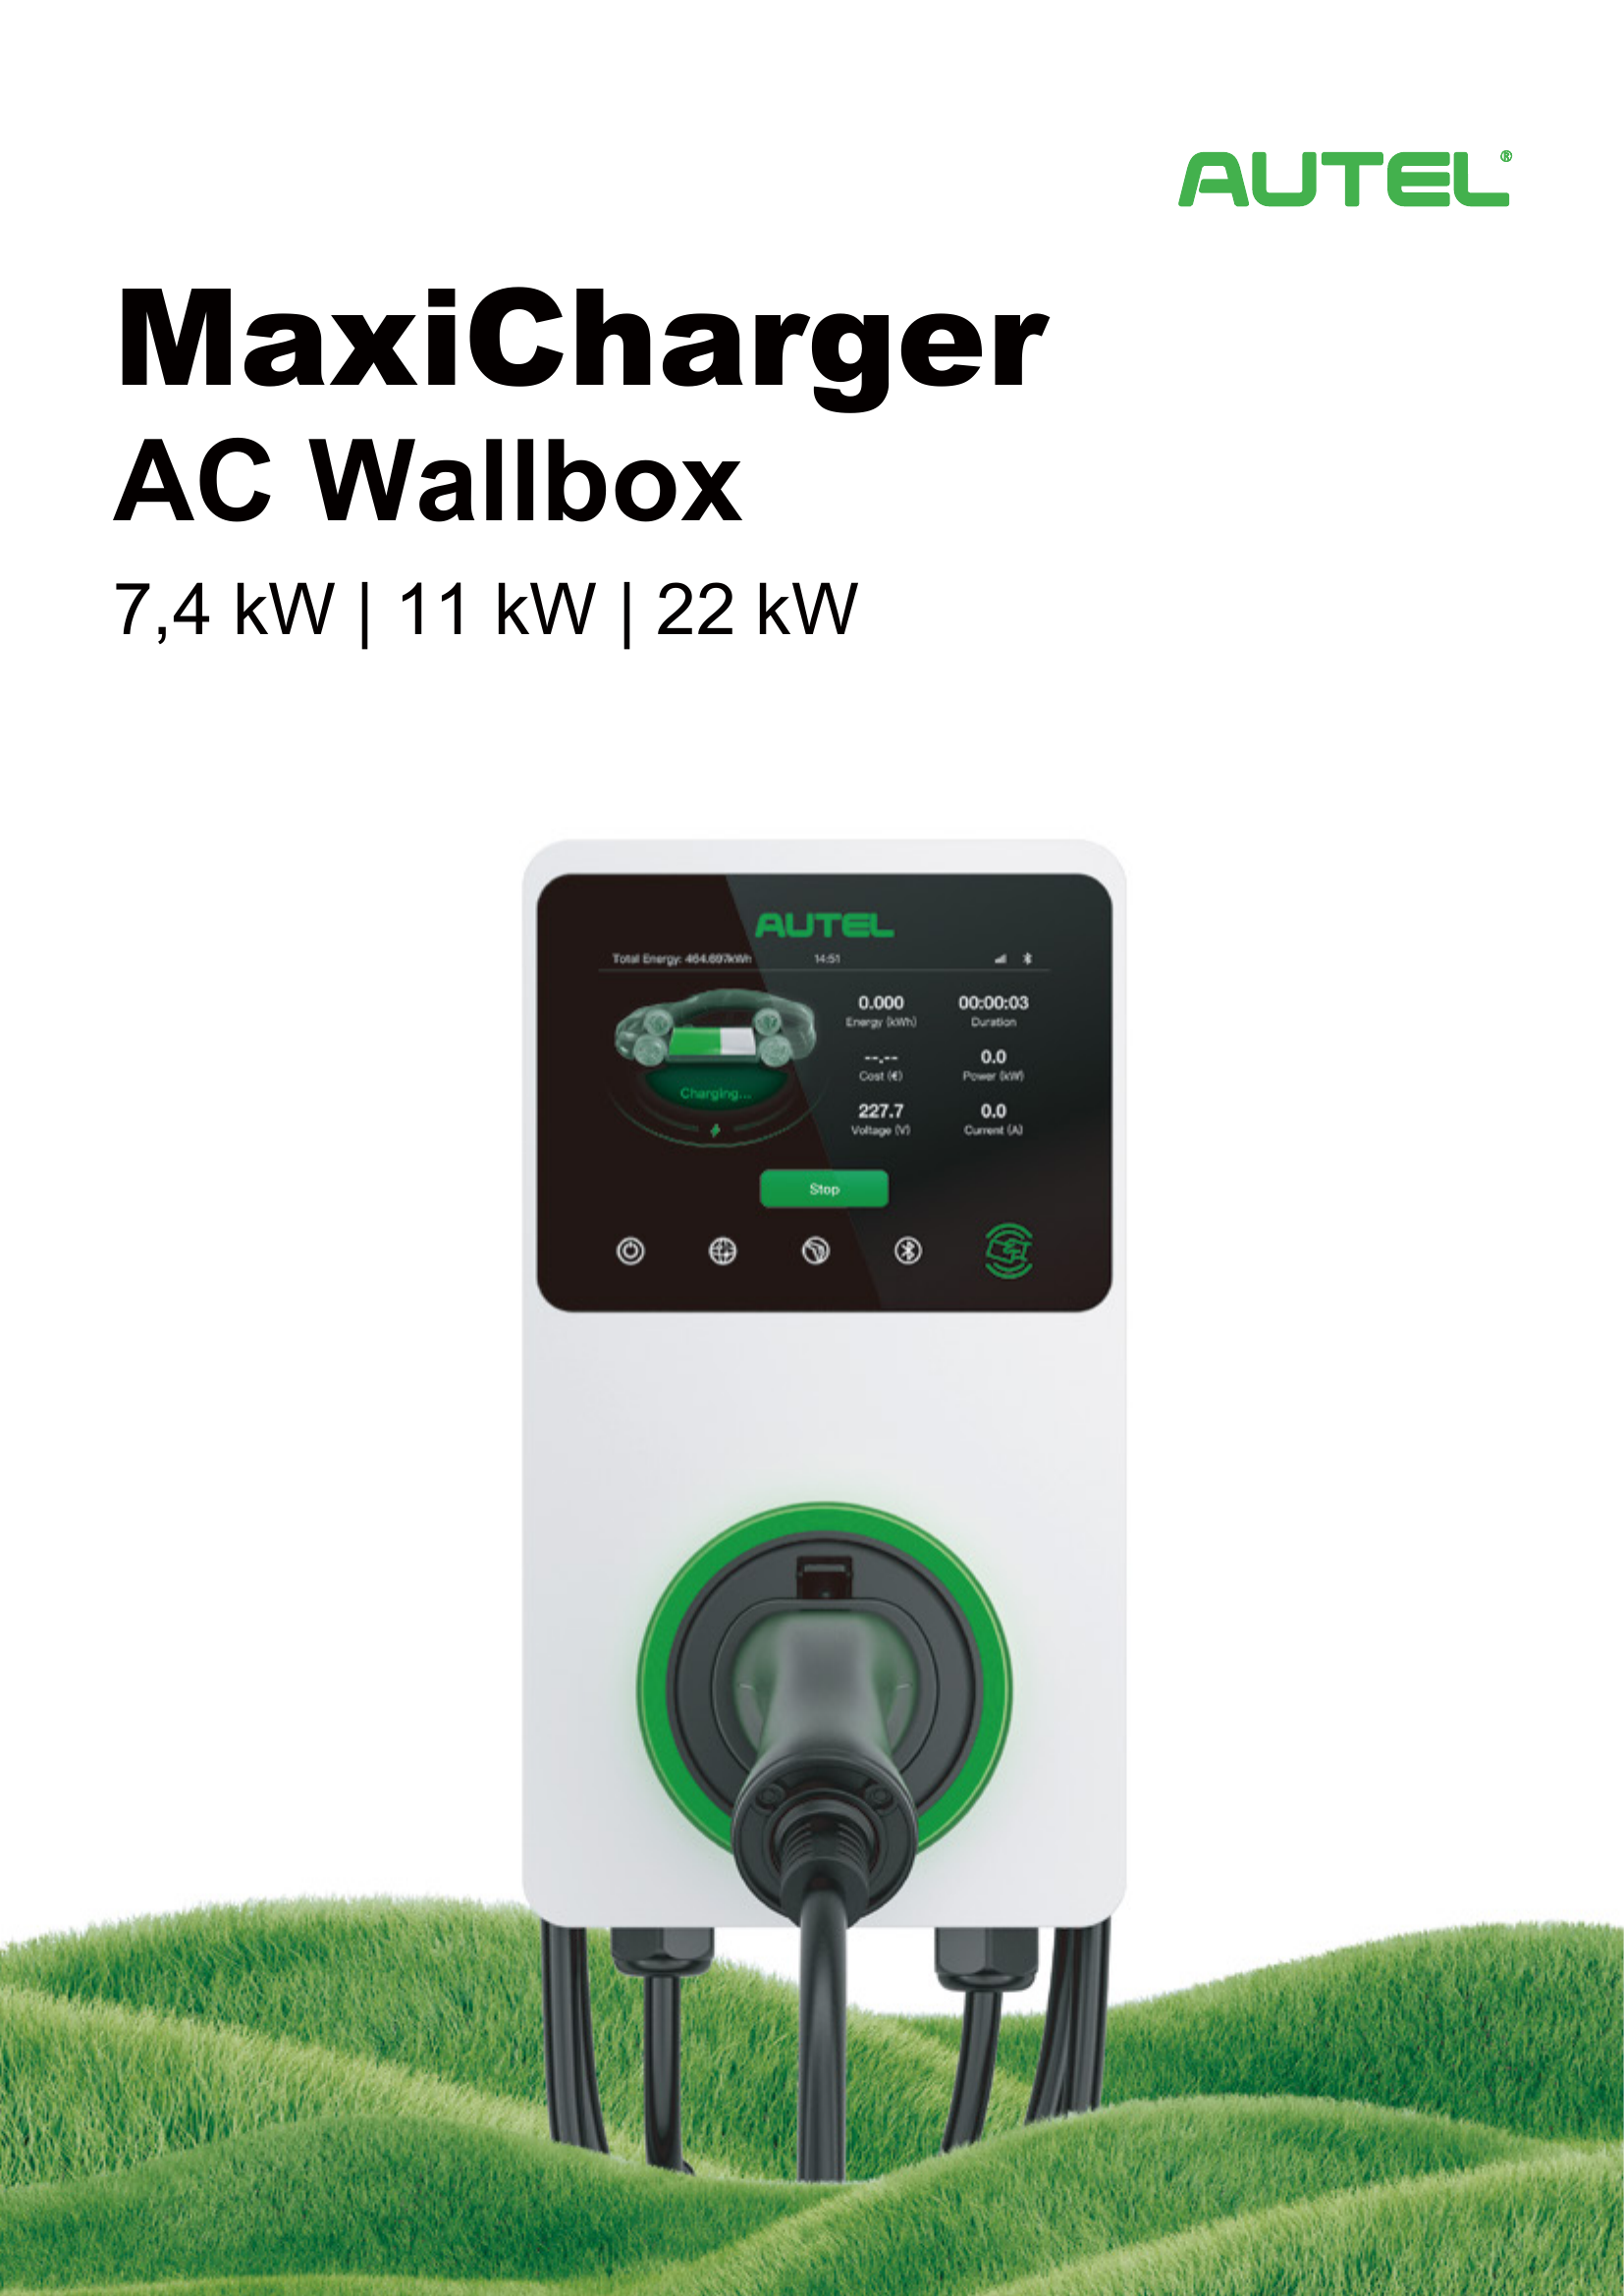 AUTEL®
MaxiCharger
AC Wallbox
7,4 kW | 11 kW | 22 kW
AUTEL
Total Energy: 464.697kWh 14:51
0.000 00:00:03
Energy (kWh) Duration
--.-- 0.0
Cost (€) Power (kW)
Charging...
227.7 0.0
Voltage (V) Current (A)
Stop